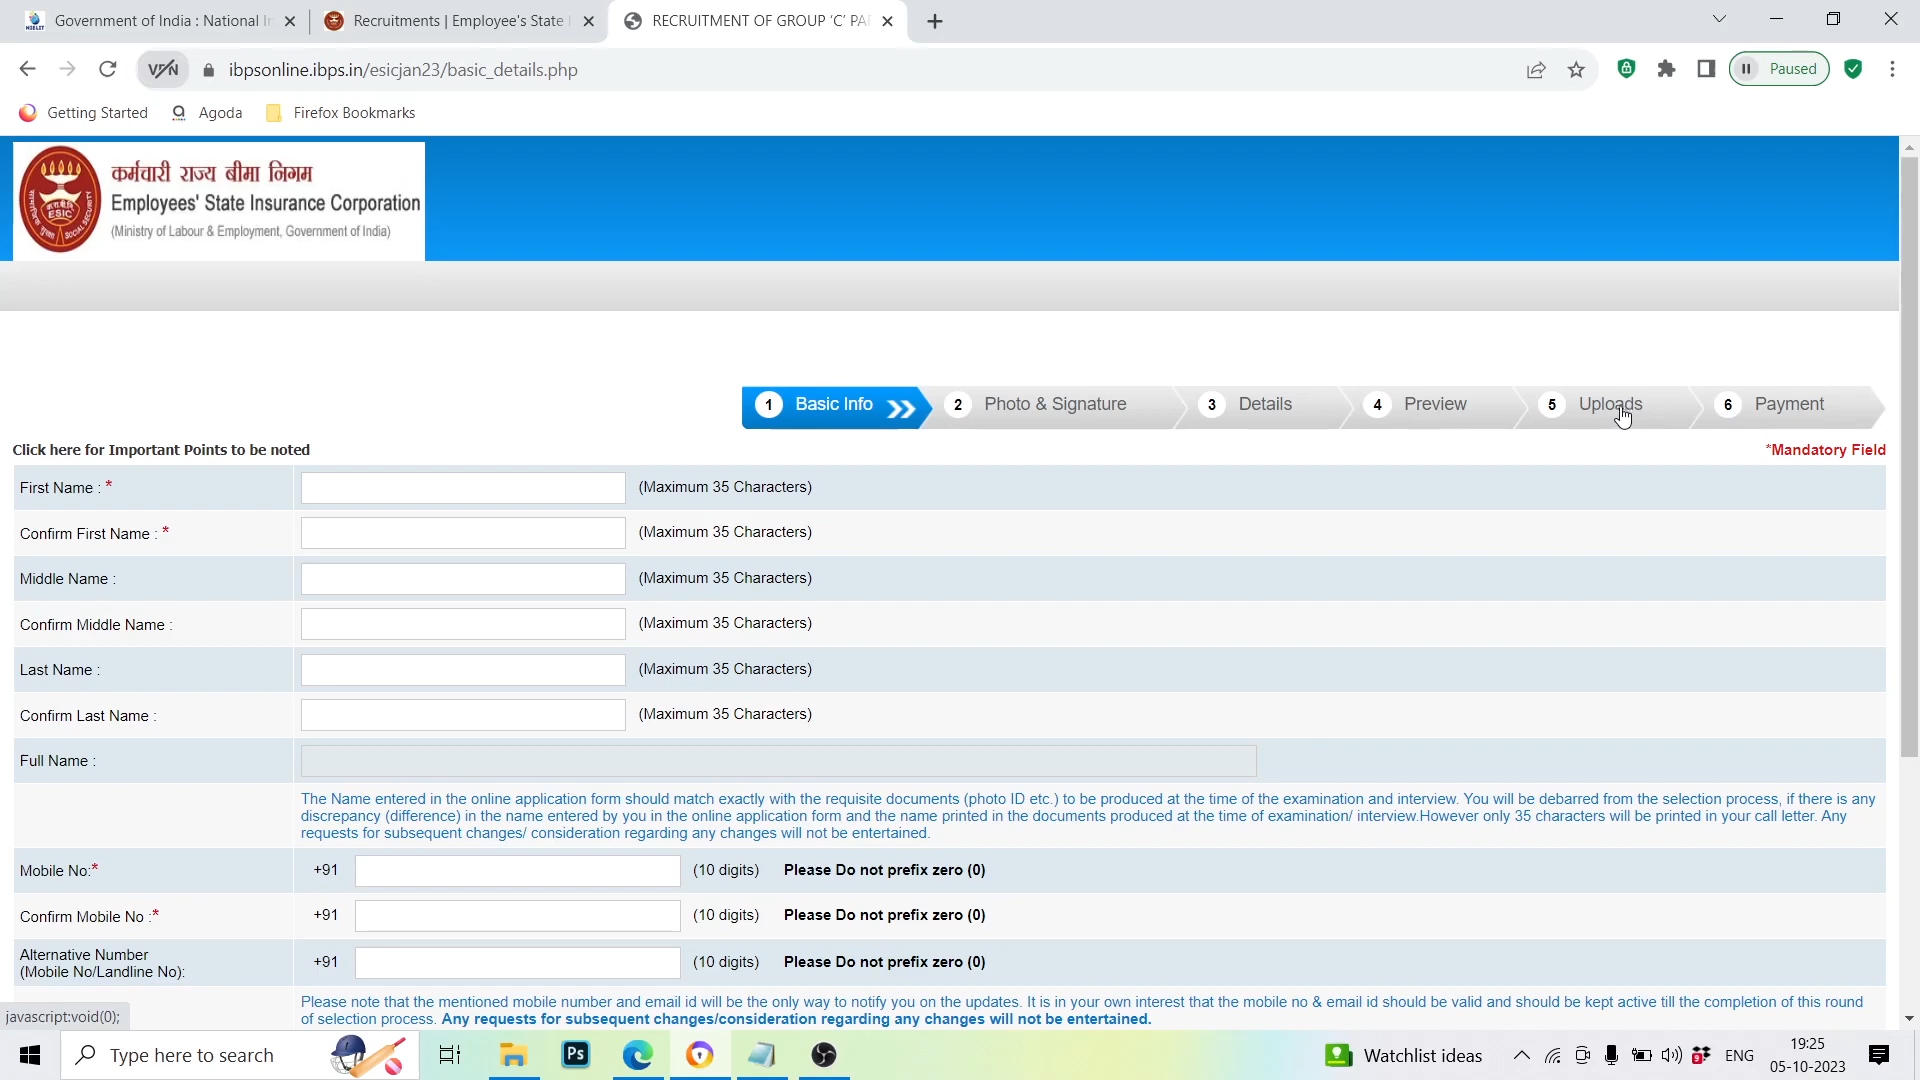 Government of India : National In
Recruitments | Employee's State I
RECRUITMENT OF GROUP 'C' PAR
VPN
ibpsonline.ibps.in/esicjan23/basic_details.php
Paused
Getting Started
Agoda
Firefox Bookmarks
कर्मचारी राज्य बीमा निगम
Employees' State Insurance Corporation
(Ministry of Labour & Employment, Government of India)
ESIC
1 Basic Info
2 Photo & Signature
3 Details
4 Preview
5 Uploads
6 Payment
Click here for Important Points to be noted
*Mandatory Field
First Name : *
(Maximum 35 Characters)
Confirm First Name : *
(Maximum 35 Characters)
Middle Name :
(Maximum 35 Characters)
Confirm Middle Name :
(Maximum 35 Characters)
Last Name :
(Maximum 35 Characters)
Confirm Last Name :
(Maximum 35 Characters)
Full Name :
The Name entered in the online application form should match exactly with the requisite documents (photo ID etc.) to be produced at the time of the examination and interview. You will be debarred from the selection process, if there is any
discrepancy (difference) in the name entered by you in the online application form and the name printed in the documents produced at the time of examination/ interview.However only 35 characters will be printed in your call letter. Any
requests for subsequent changes/ consideration regarding any changes will not be entertained.
Mobile No:*
+91 (10 digits) Please Do not prefix zero (0)
Confirm Mobile No :*
+91 (10 digits) Please Do not prefix zero (0)
Alternative Number
(Mobile No/Landline No):
+91 (10 digits) Please Do not prefix zero (0)
Please note that the mentioned mobile number and email id will be the only way to notify you on the updates. It is in your own interest that the mobile no & email id should be valid and should be kept active till the completion of this round
of selection process. Any requests for subsequent changes/consideration regarding any changes will not be entertained.
javascript:void(0);
Type here to search
Ps
Watchlist ideas
ENG
19:25
05-10-2023